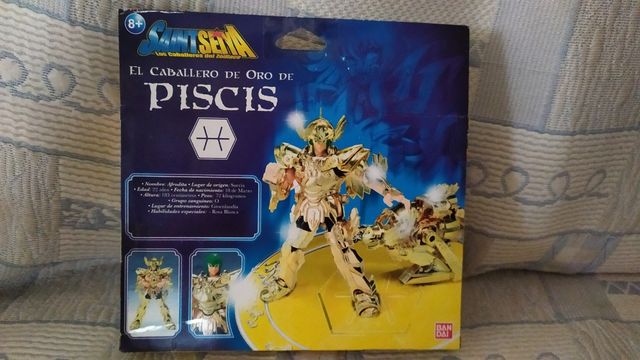 8+
SAINT SEIYA
Los Caballeros del Zodiaco
EL CABALLERO DE ORO DE
PISCIS
• Nombre: Afrodita • Lugar de origen: Suecia
• Edad: 22 años • Fecha de nacimiento: 10 de Marzo
• Altura: 183 centímetros • Peso: 72 kilogramos
• Grupo sanguíneo: O
• Lugar de entrenamiento: Groenlandia
• Habilidades especiales: - Rosa Blanca
BAN
DAI